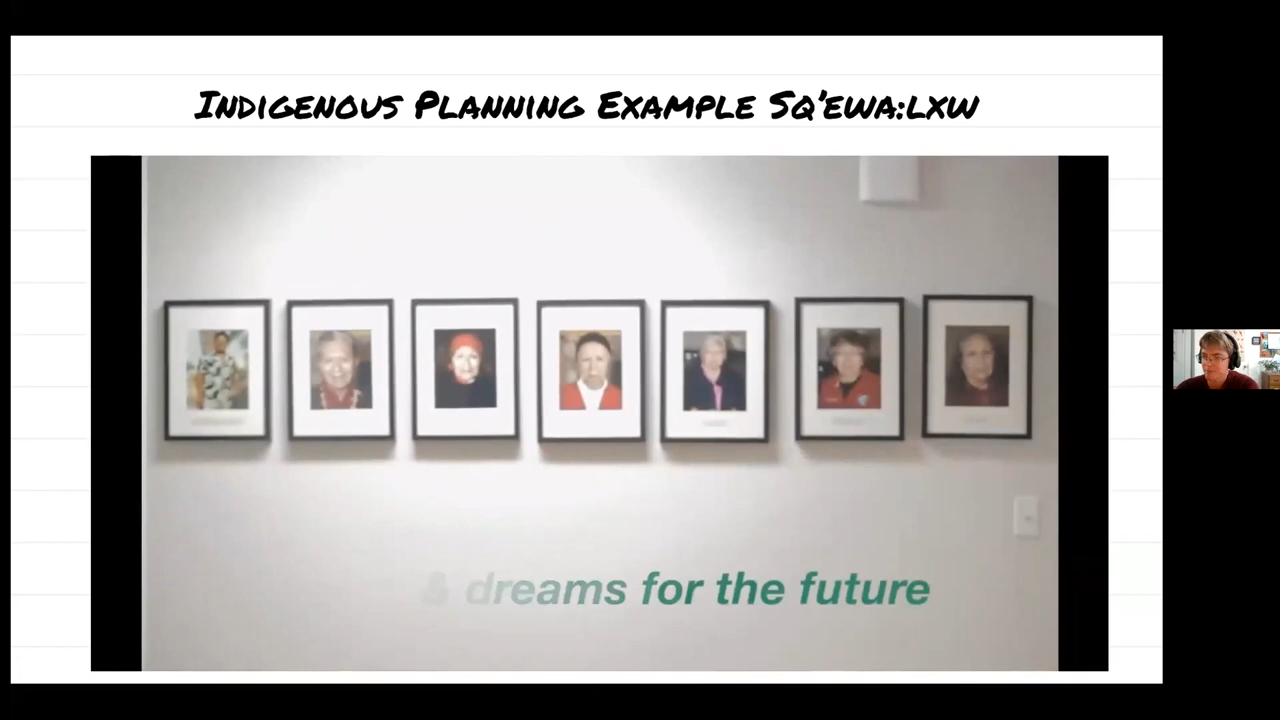 Indigenous Planning Example Sq'ewa:lxw
& dreams for the future